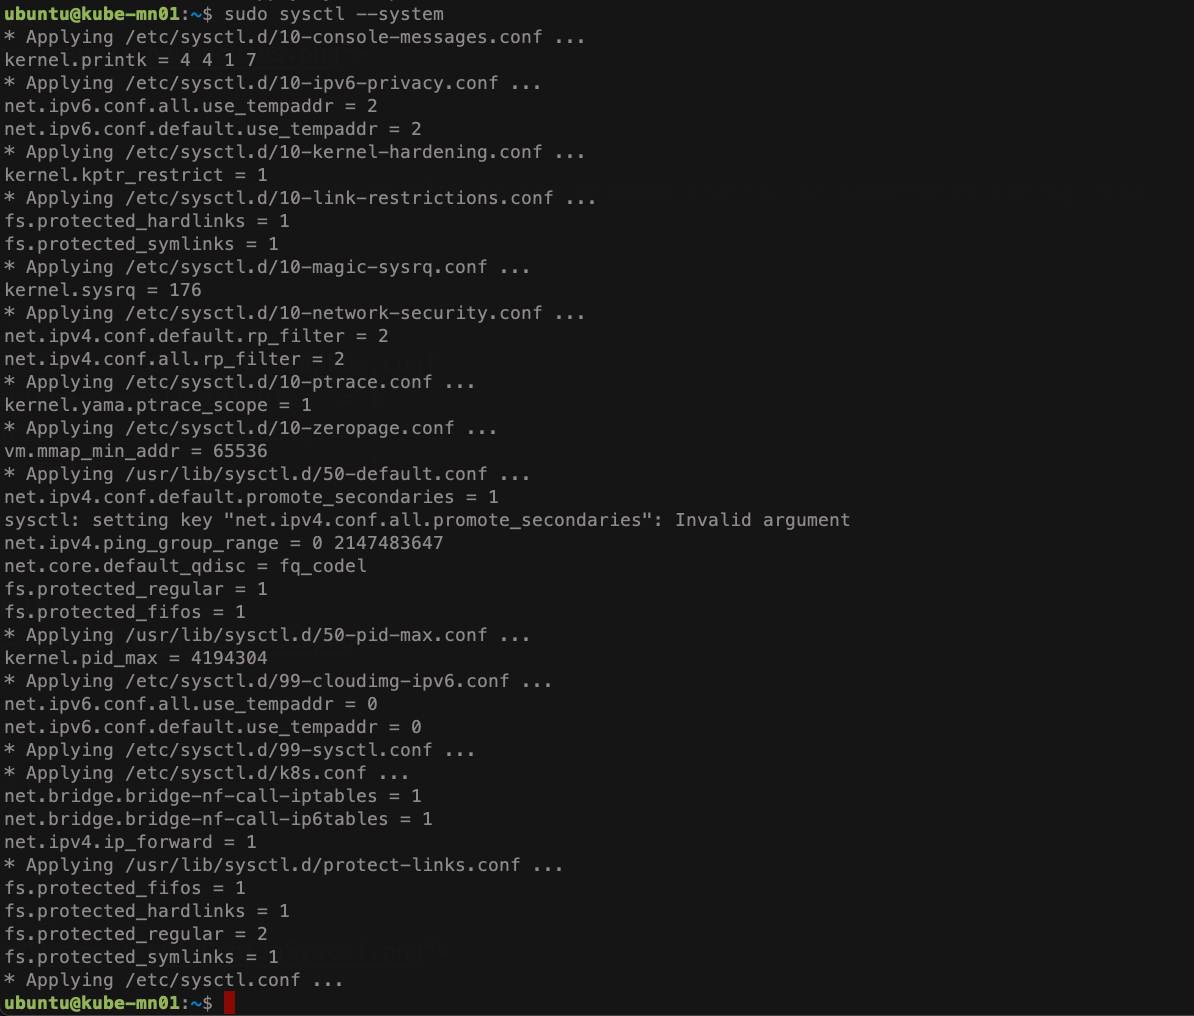 ubuntu@kube-mn01:~$ sudo sysctl --system
* Applying /etc/sysctl.d/10-console-messages.conf ...
kernel.printk = 4 4 1 7
* Applying /etc/sysctl.d/10-ipv6-privacy.conf ...
net.ipv6.conf.all.use_tempaddr = 2
net.ipv6.conf.default.use_tempaddr = 2
* Applying /etc/sysctl.d/10-kernel-hardening.conf ...
kernel.kptr_restrict = 1
* Applying /etc/sysctl.d/10-link-restrictions.conf ...
fs.protected_hardlinks = 1
fs.protected_symlinks = 1
* Applying /etc/sysctl.d/10-magic-sysrq.conf ...
kernel.sysrq = 176
* Applying /etc/sysctl.d/10-network-security.conf ...
net.ipv4.conf.default.rp_filter = 2
net.ipv4.conf.all.rp_filter = 2
* Applying /etc/sysctl.d/10-ptrace.conf ...
kernel.yama.ptrace_scope = 1
* Applying /etc/sysctl.d/10-zeropage.conf ...
vm.mmap_min_addr = 65536
* Applying /usr/lib/sysctl.d/50-default.conf ...
net.ipv4.conf.default.promote_secondaries = 1
sysctl: setting key "net.ipv4.conf.all.promote_secondaries": Invalid argument
net.ipv4.ping_group_range = 0 2147483647
net.core.default_qdisc = fq_codel
fs.protected_regular = 1
fs.protected_fifos = 1
* Applying /usr/lib/sysctl.d/50-pid-max.conf ...
kernel.pid_max = 4194304
* Applying /etc/sysctl.d/99-cloudimg-ipv6.conf ...
net.ipv6.conf.all.use_tempaddr = 0
net.ipv6.conf.default.use_tempaddr = 0
* Applying /etc/sysctl.d/99-sysctl.conf ...
* Applying /etc/sysctl.d/k8s.conf ...
net.bridge.bridge-nf-call-iptables = 1
net.bridge.bridge-nf-call-ip6tables = 1
net.ipv4.ip_forward = 1
* Applying /usr/lib/sysctl.d/protect-links.conf ...
fs.protected_fifos = 1
fs.protected_hardlinks = 1
fs.protected_regular = 2
fs.protected_symlinks = 1
* Applying /etc/sysctl.conf ...
ubuntu@kube-mn01:~$